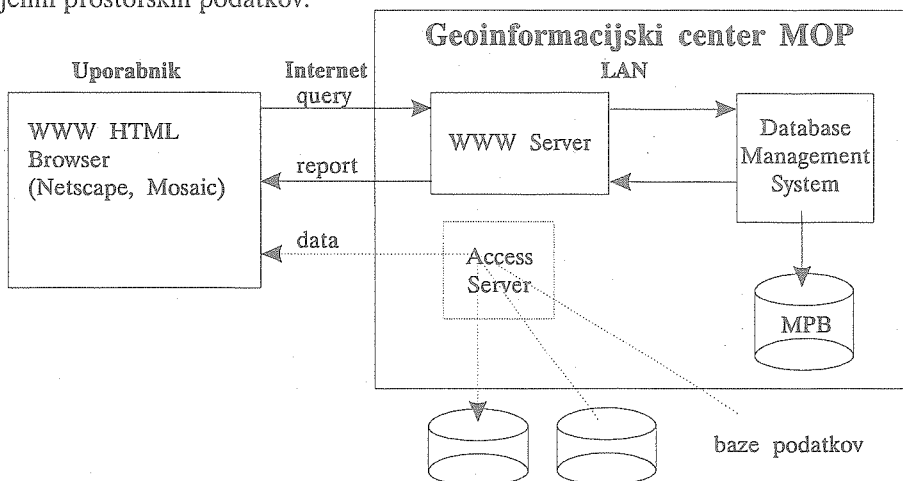 prostorskih podatkov.
Geoinformacijski center MOP
Uporabnik
Internet
LAN
query
WWW HTML
Browser
(Netscape, Mosaic)
WWW Server
Database
Management
System
report
data
Access
Server
MPB
baze podatkov